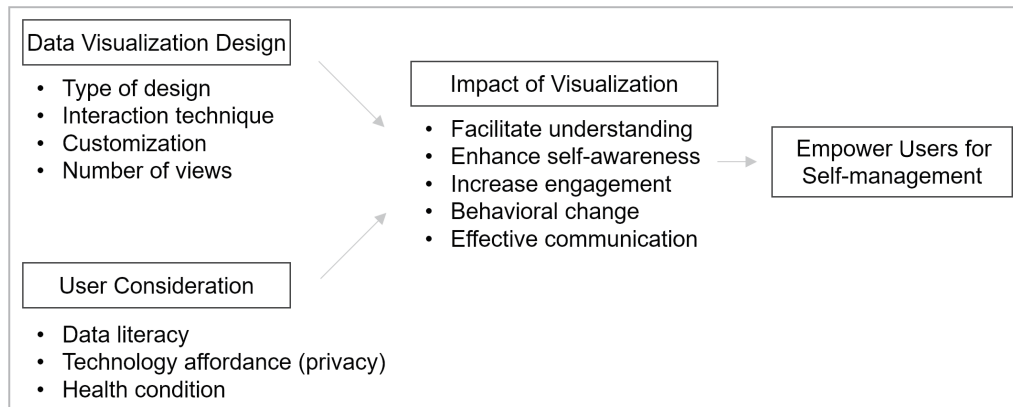 Data Visualization Design
• Type of design
• Interaction technique
• Customization
• Number of views
Impact of Visualization
• Facilitate understanding
• Enhance self-awareness
• Increase engagement
• Behavioral change
• Effective communication
Empower Users for
Self-management
User Consideration
• Data literacy
• Technology affordance (privacy)
• Health condition